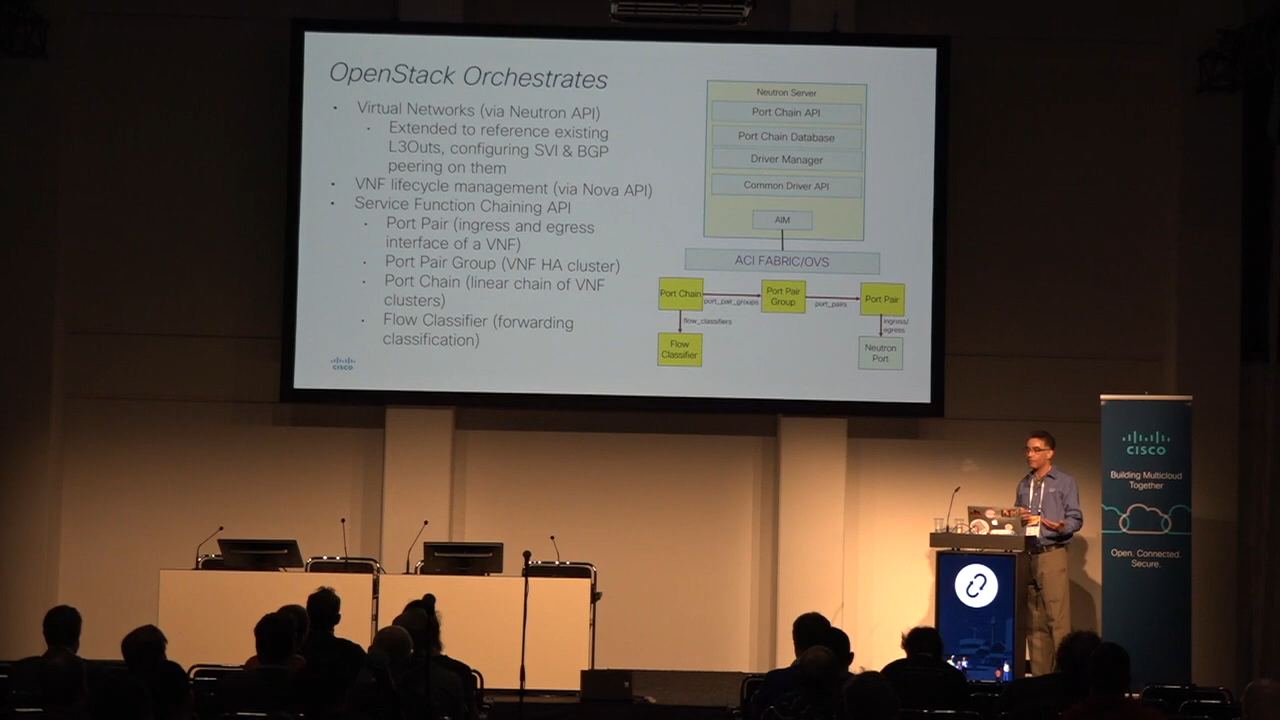 OpenStack Orchestrates
• Virtual Networks (via Neutron API)
• Extended to reference existing
L3Outs, configuring SVI & BGP
peering on them
• VNF lifecycle management (via Nova API)
• Service Function Chaining API
• Port Pair (ingress and egress
interface of a VNF)
• Port Pair Group (VNF HA cluster)
• Port Chain (linear chain of VNF
clusters)
• Flow Classifier (forwarding
classification)
CISCO
Neutron Server
Port Chain API
Port Chain Database
Driver Manager
Common Driver API
AIM
ACI FABRIC/OVS
Port Chain
port_pair_groups
Port Pair
Group
port_pairs
Port Pair
flow_classifiers
ingress/
egress
Flow
Classifier
Neutron
Port
CISCO
Building Multicloud
Together
Open. Connected.
Secure.